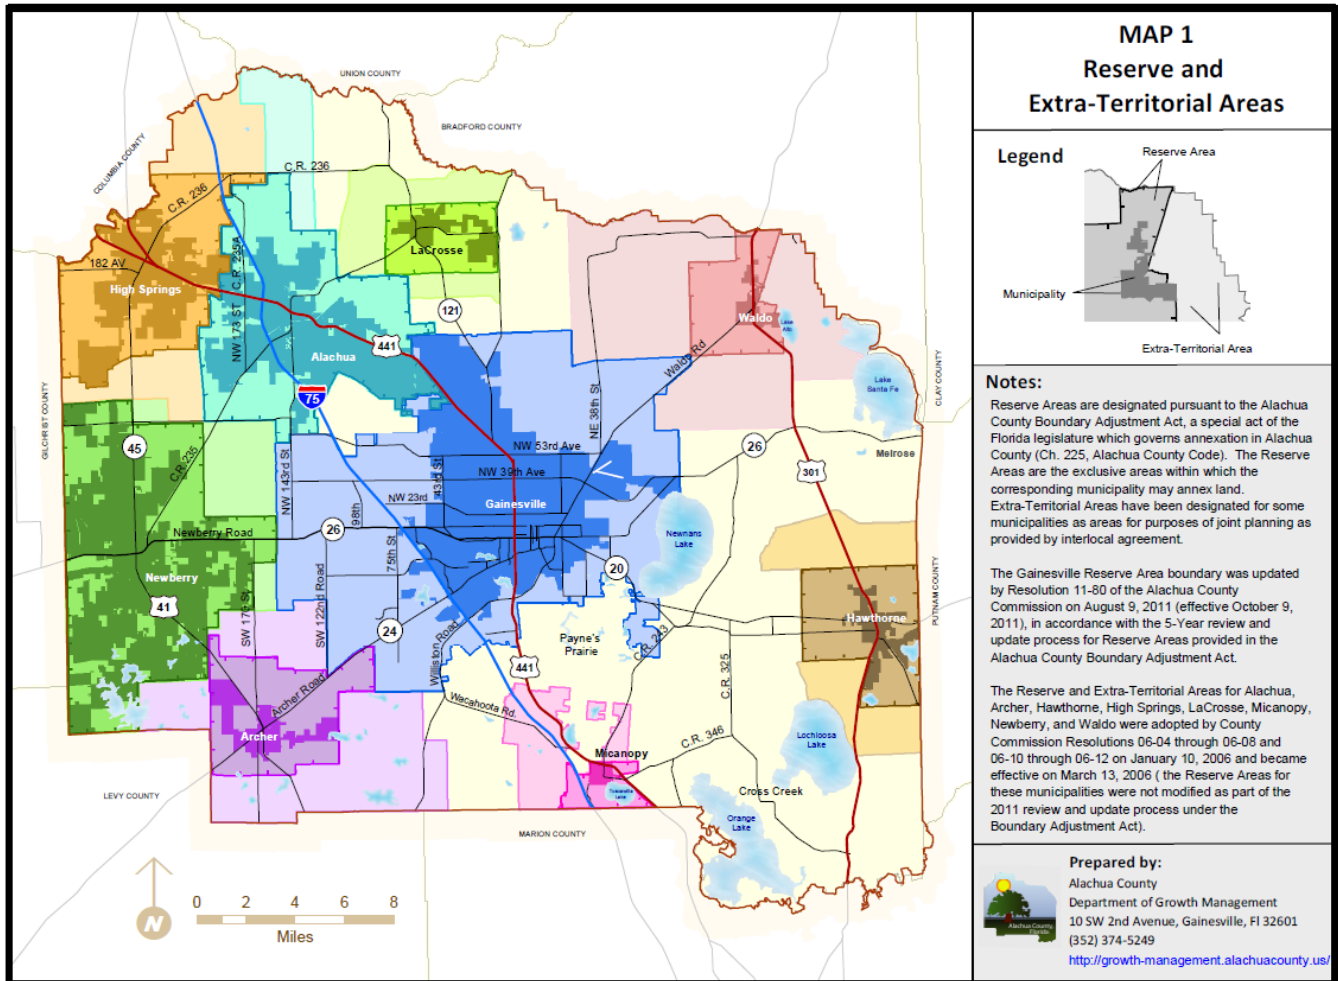 MAP 1
Reserve and
Extra-Territorial Areas
Legend
Reserve Area
Municipality
Extra-Territorial Area
Notes:
Reserve Areas are designated pursuant to the Alachua
County Boundary Adjustment Act, a special act of the
Florida legislature which governs annexation in Alachua
County (Ch. 225, Alachua County Code).  The Reserve
Areas are the exclusive areas within which the
corresponding municipality may annex land.
Extra-Territorial Areas have been designated for some
municipalities as areas for purposes of joint planning as
provided by interlocal agreement.
The Gainesville Reserve Area boundary was updated
by Resolution 11-80 of the Alachua County
Commission on August 9, 2011 (effective October 9,
2011), in accordance with the 5-Year review and
update process for Reserve Areas provided in the
Alachua County Boundary Adjustment Act.
The Reserve and Extra-Territorial Areas for Alachua,
Archer, Hawthorne, High Springs, LaCrosse, Micanopy,
Newberry, and Waldo were adopted by County
Commission Resolutions 06-04 through 06-08 and
06-10 through 06-12 on January 10, 2006 and became
effective on March 13, 2006 ( the Reserve Areas for
these municipalities were not modified as part of the
2011 review and update process under the
Boundary Adjustment Act).
Prepared by:
Alachua County
Department of Growth Management
10 SW 2nd Avenue, Gainesville, Fl 32601
(352) 374-5249
http://growth-management.alachuacounty.us/
Alachua County
Florida
UNION COUNTY
BRADFORD COUNTY
COLUMBIA COUNTY
GILCHRIST COUNTY
CLAY COUNTY
PUTNAM COUNTY
LEVY COUNTY
MARION COUNTY
C.R. 236
C.R. 236
182 AV
High Springs
NW 173 ST
C.R. 235A
LaCrosse
121
Alachua
441
75
Waldo
Lake
Alto
Waldo Rd
Lake
Santa Fe
Melrose
45
C.R. 235
NW 143rd St
NE 38th St
NW 53rd Ave
NW 39th Ave
43rd St
NW 23rd
98th
Gainesville
26
301
Newberry Road
26
75th St
Newnans
Lake
20
Newberry
41
SW 170 St
SW 122nd Road
24
Williston Road
Payne's
Prairie
C.R. 325
Hawthorne
441
Archer Road
Archer
Wacahoota Rd.
Micanopy
C.R. 346
Lochloosa
Lake
Cross Creek
Orange
Lake
N
0 2 4 6 8
Miles